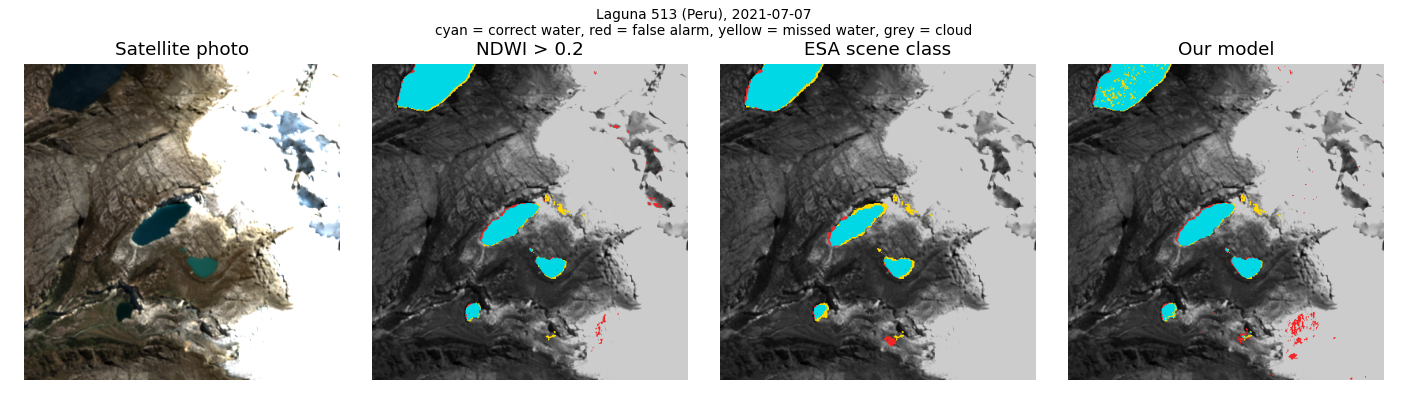 Laguna 513 (Peru), 2021-07-07
cyan = correct water, red = false alarm, yellow = missed water, grey = cloud
Satellite photo
NDWI > 0.2
ESA scene class
Our model